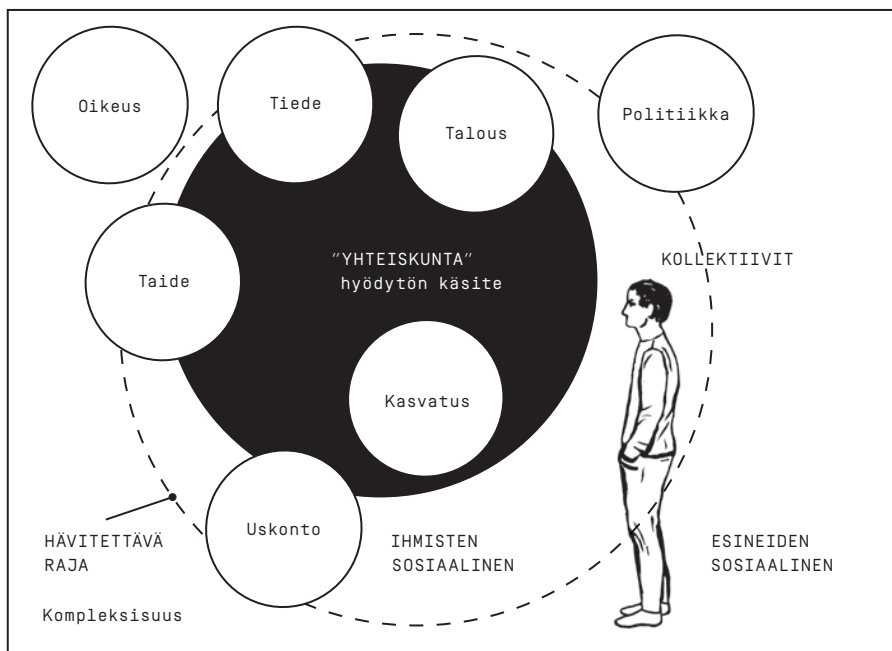 Oikeus
Tiede
Talous
Politiikka
Taide
"YHTEISKUNTA"
hyödytön käsite
KOLLEKTIIVIT
Kasvatus
Uskonto
HÄVITETTÄVÄ
RAJA
IHMISTEN
SOSIAALINEN
ESINEIDEN
SOSIAALINEN
Kompleksisuus